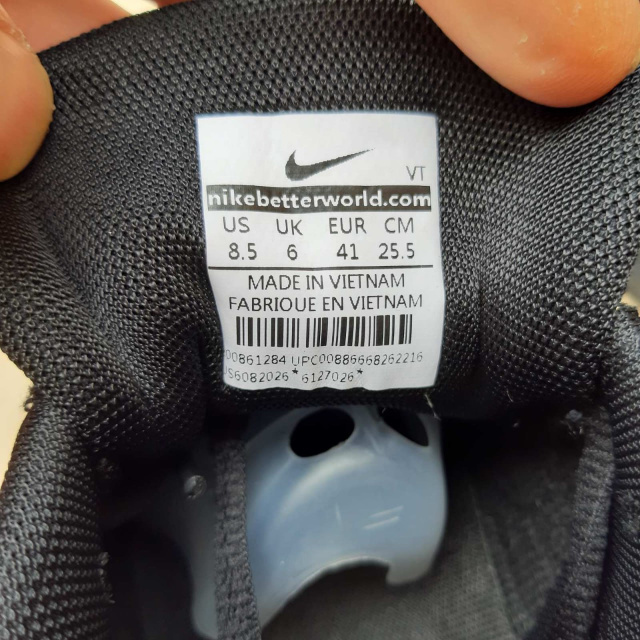 VT
nikebetterworld.com
US UK EUR CM
8.5 6 41 25.5
MADE IN VIETNAM
FABRIQUE EN VIETNAM
00861284 UPC00886668262216
US6082026*6127026*